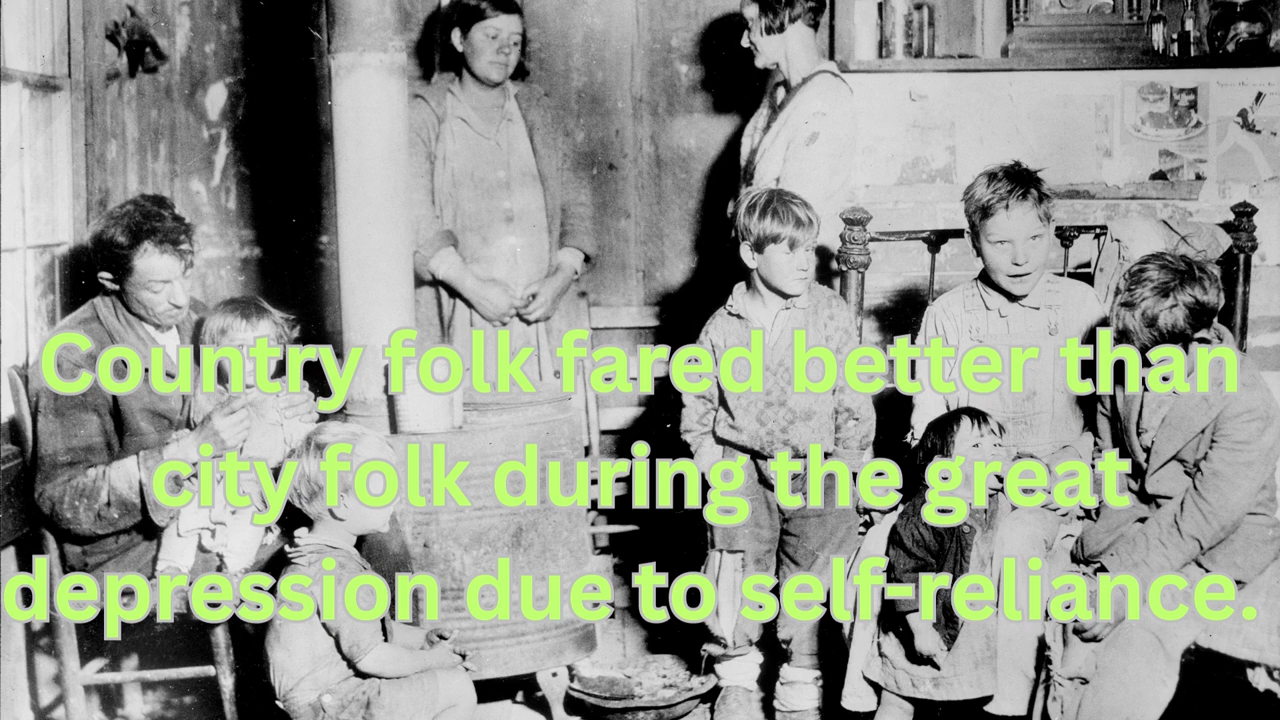 Country folk fared better than
city folk during the great
depression due to self-reliance.